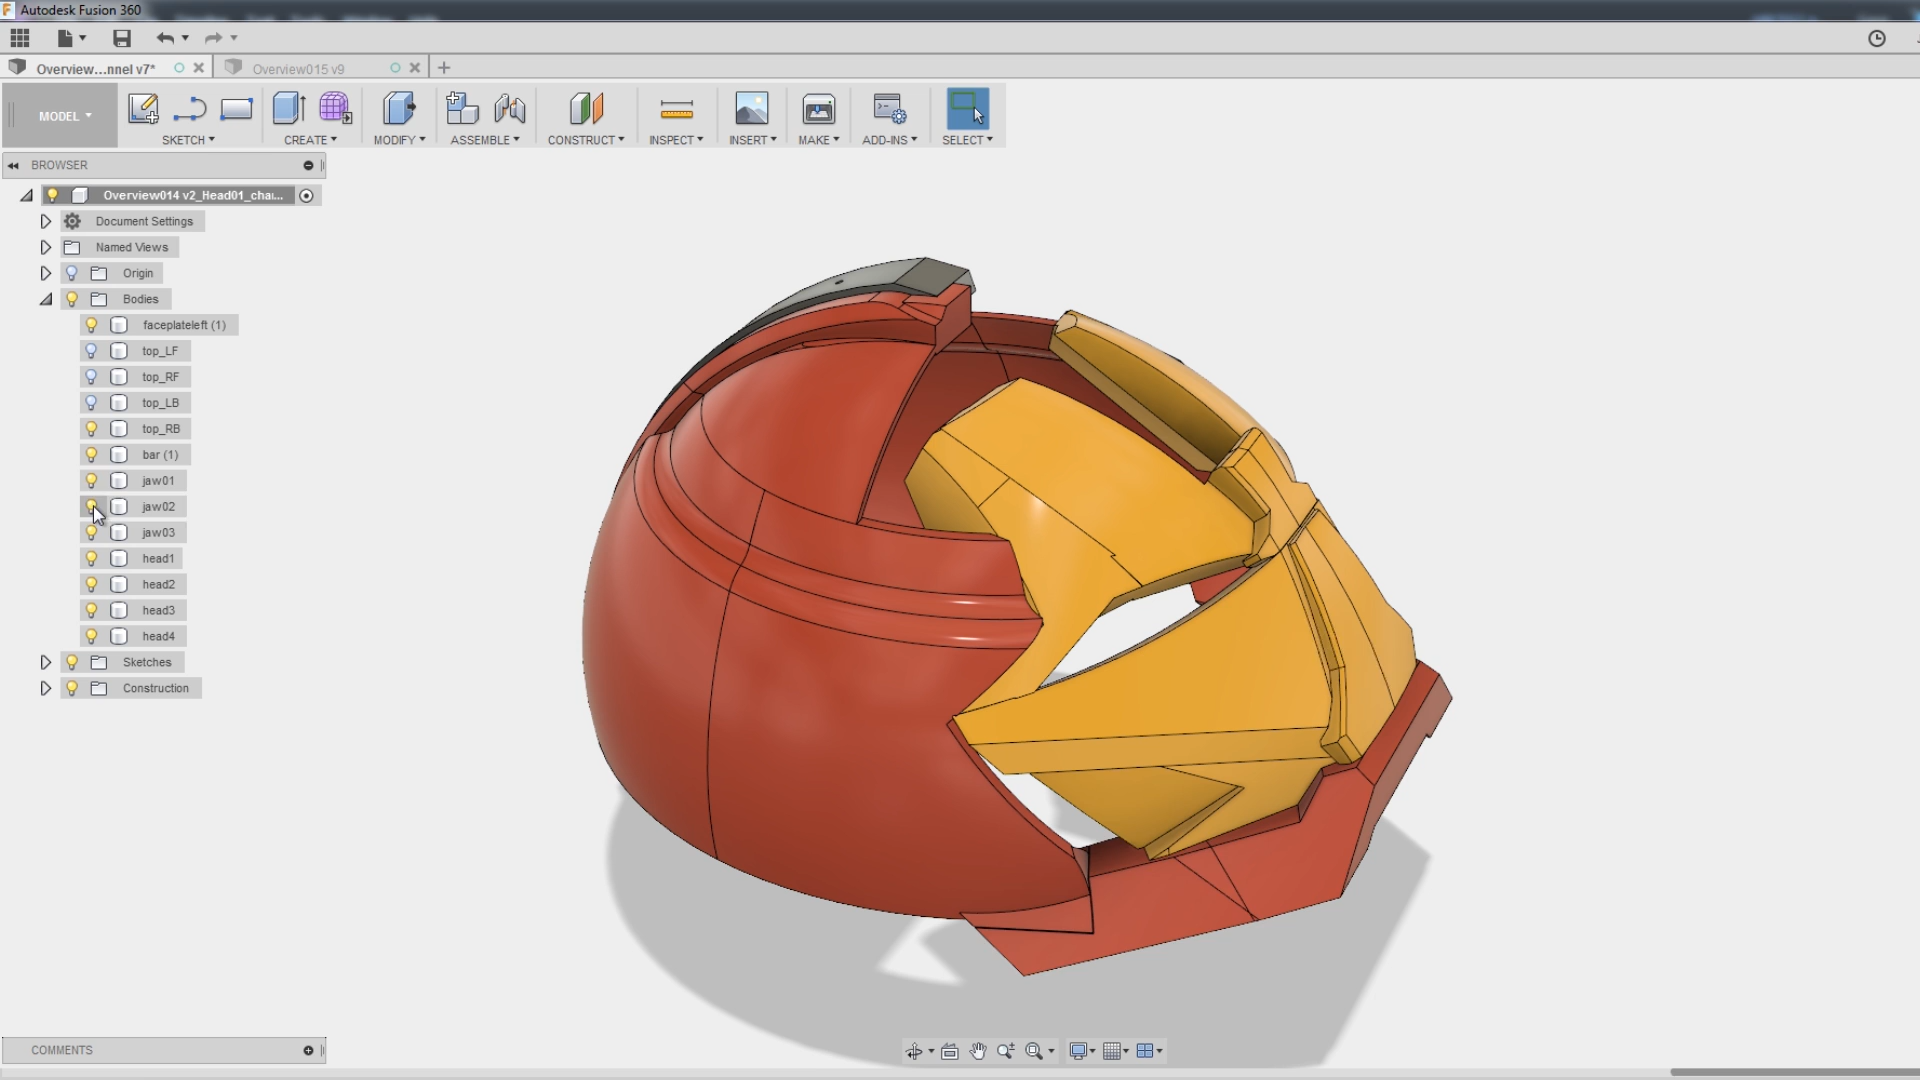 Autodesk Fusion 360
Overview...nnel v7*
Overview015 v9
MODEL
SKETCH
CREATE
MODIFY
ASSEMBLE
CONSTRUCT
INSPECT
INSERT
MAKE
ADD-INS
SELECT
BROWSER
Overview014 v2_Head01_chai...
Document Settings
Named Views
Origin
Bodies
faceplateleft (1)
top_LF
top_RF
top_LB
top_RB
bar (1)
jaw01
jaw02
jaw03
head1
head2
head3
head4
Sketches
Construction
COMMENTS